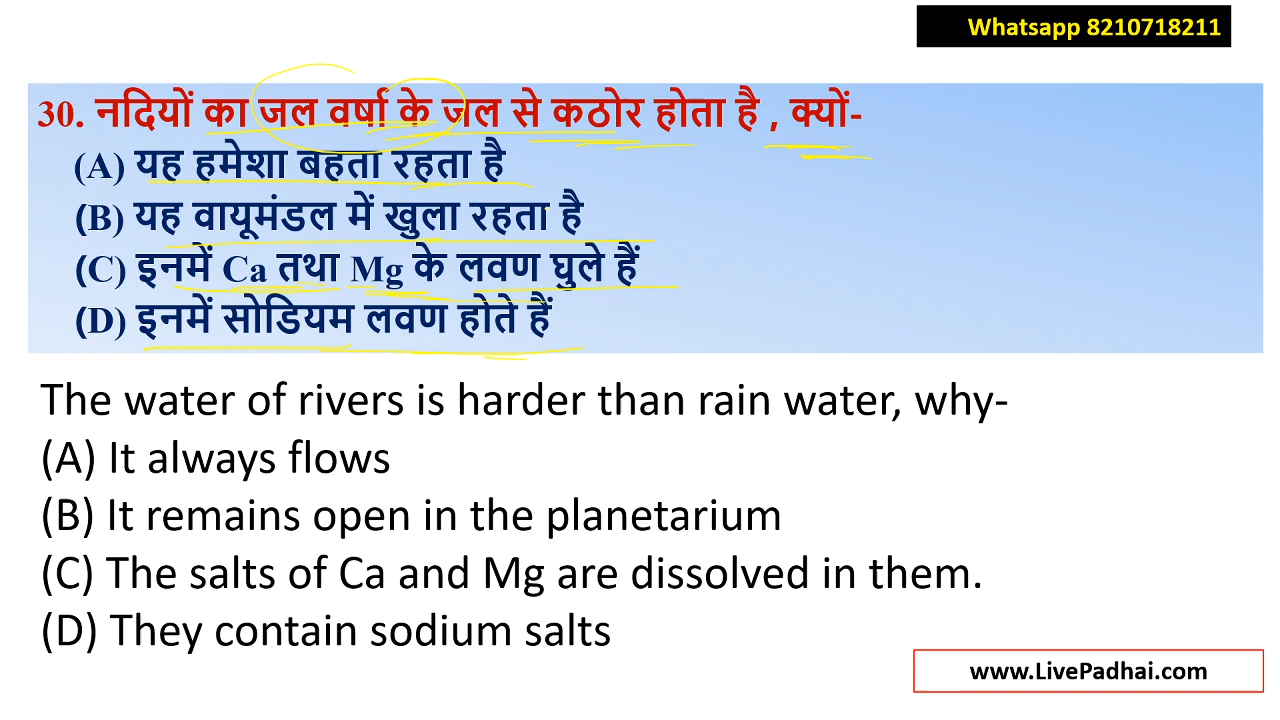 Whatsapp 8210718211
30. नदियों का जल वर्षा के जल से कठोर होता है , क्यों-
(A) यह हमेशा बहता रहता है
(B) यह वायूमंडल में खुला रहता है
(C) इनमें Ca तथा Mg के लवण घुले हैं
(D) इनमें सोडियम लवण होते हैं
The water of rivers is harder than rain water, why-
(A) It always flows
(B) It remains open in the planetarium
(C) The salts of Ca and Mg are dissolved in them.
(D) They contain sodium salts
www.LivePadhai.com